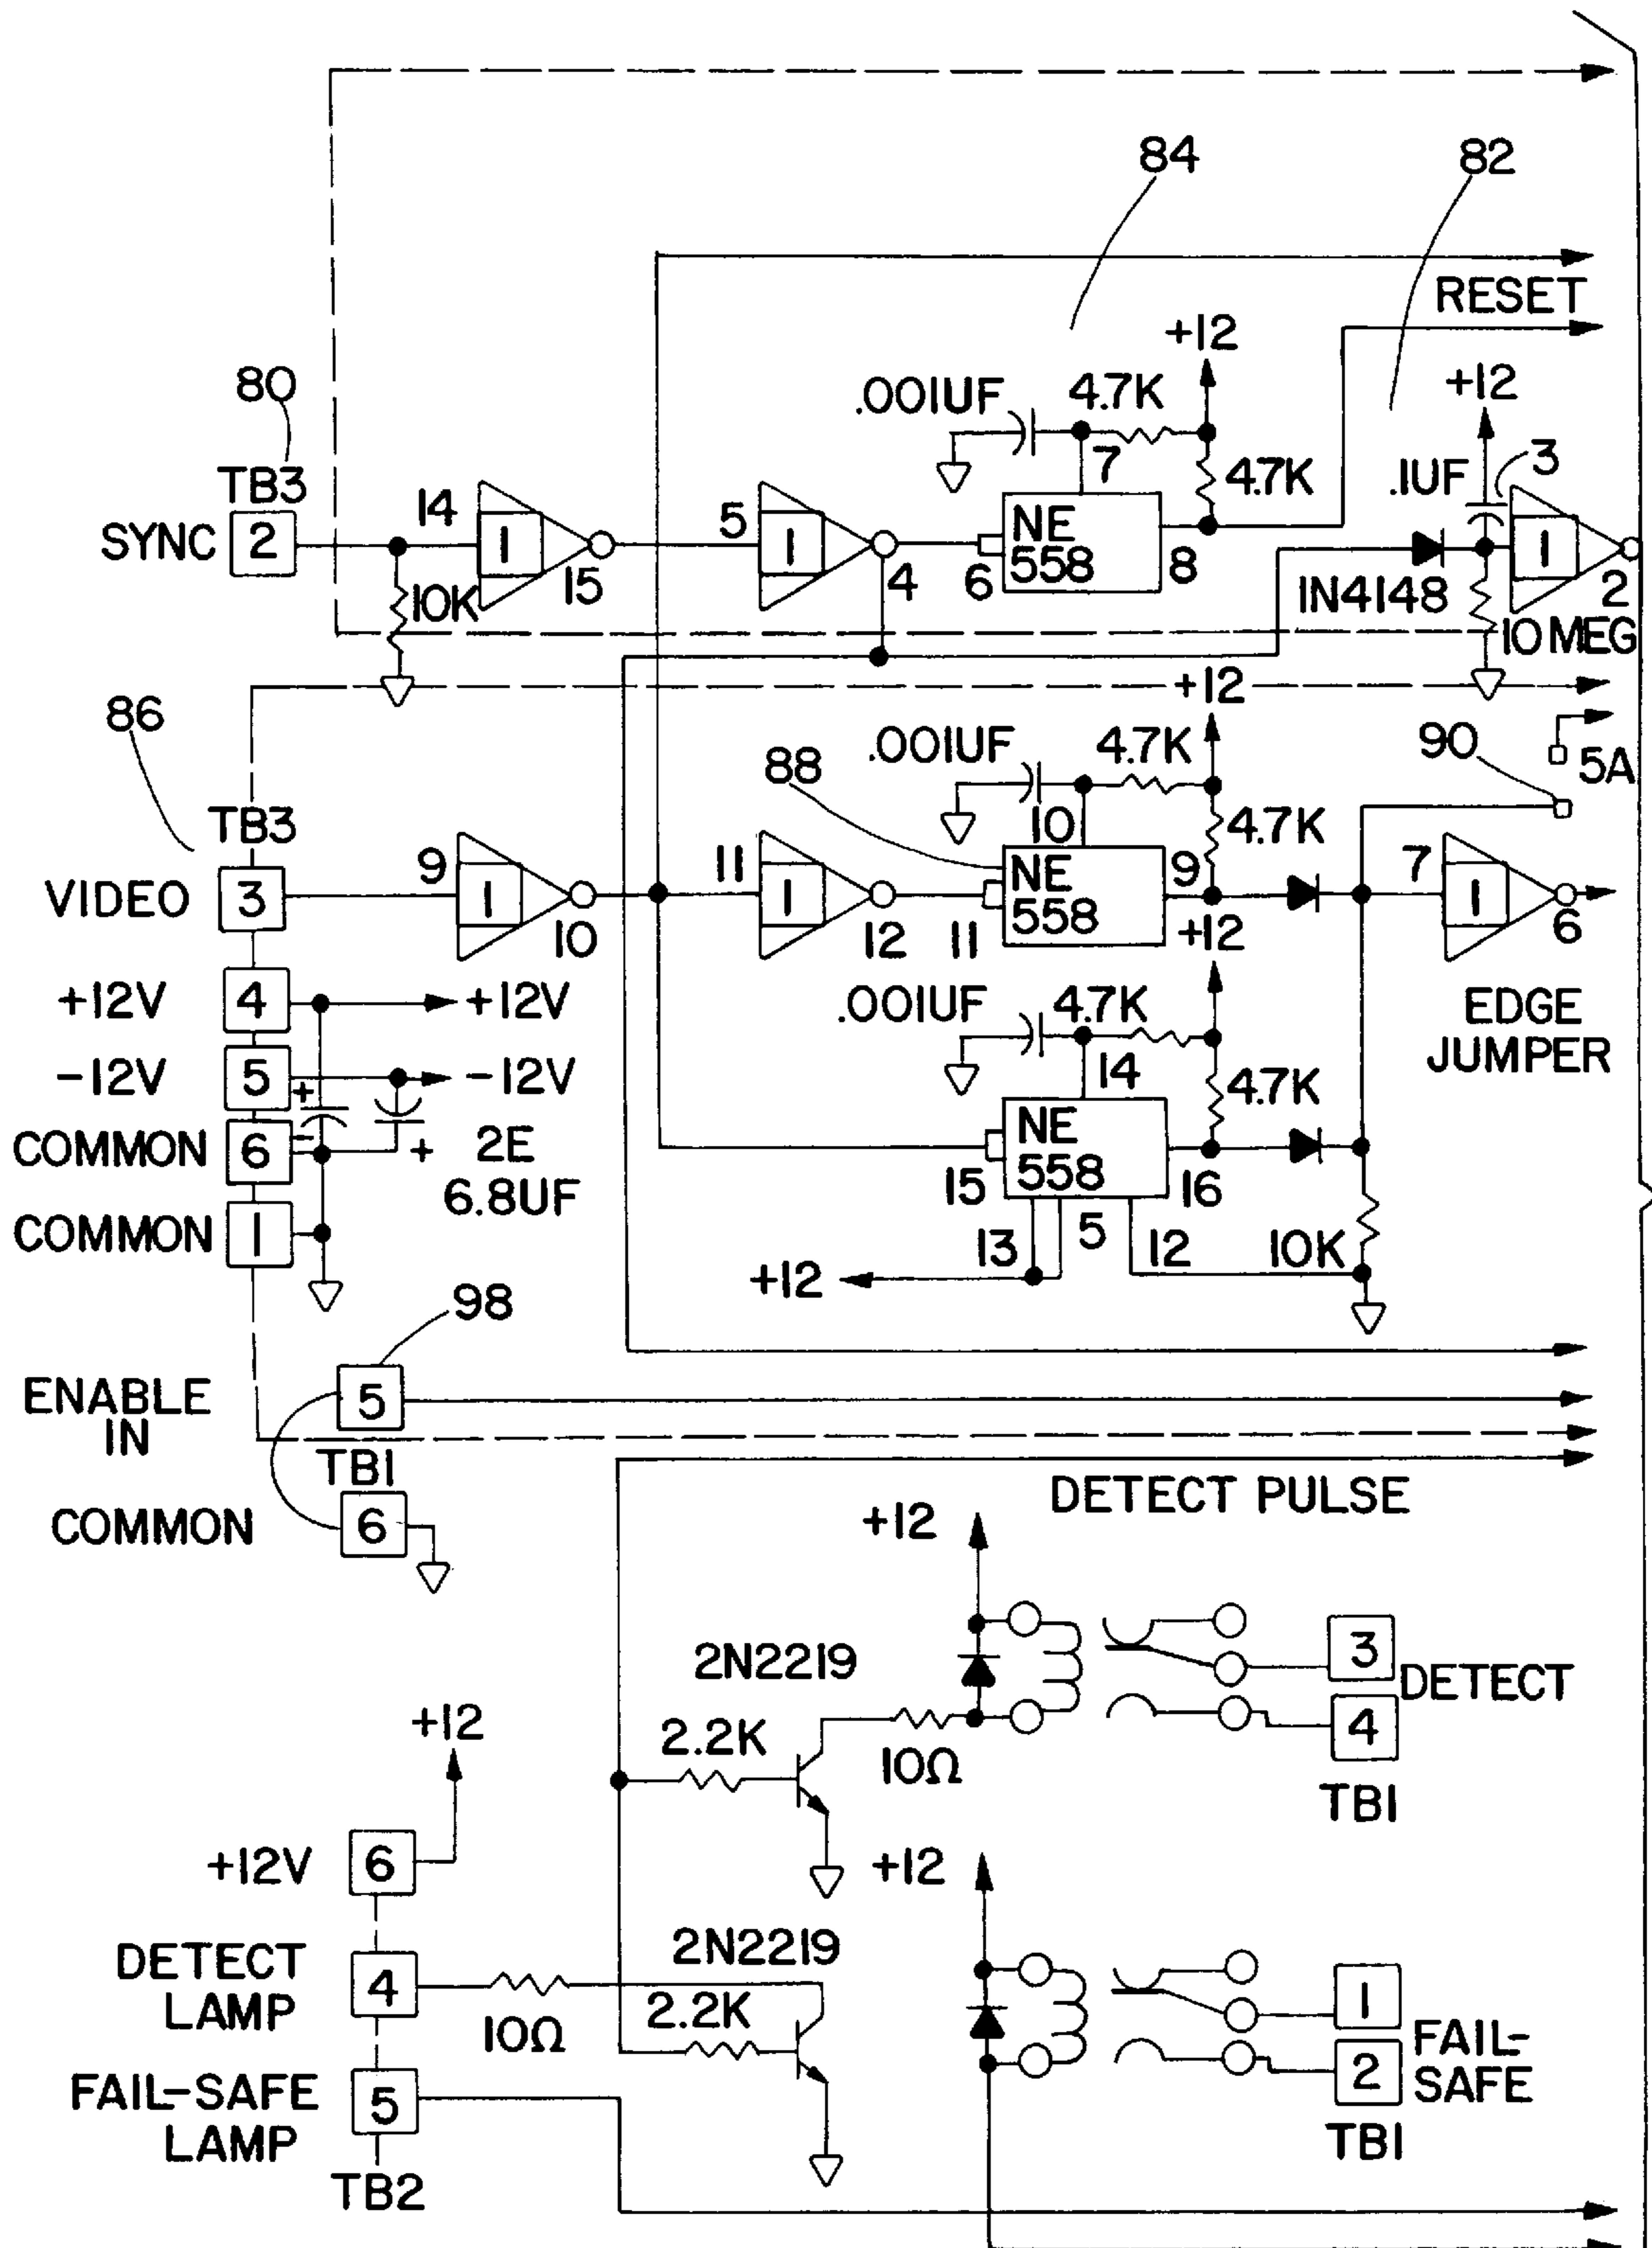 84
82
RESET
+12
80
.001UF
4.7K
+12
7
3
TB3
4.7K
.1UF
SYNC
2
14
1
15
5
1
4
6
NE
558
8
1
2
10K
1N4148
10 MEG
+12
86
.001UF
4.7K
90
5A
88
TB3
10
4.7K
VIDEO
3
9
1
10
11
1
12
11
NE
558
9
7
1
6
+12
+12V
4
+12V
.001UF
4.7K
EDGE
JUMPER
-12V
5
-12V
14
4.7K
+
-
COMMON
6
+
2E
6.8UF
NE
558
15
16
COMMON
1
13
5
12
10K
+12
98
ENABLE
IN
5
TB1
DETECT PULSE
COMMON
6
+12
2N2219
3
DETECT
4
+12
2.2K
10Ω
TB1
+12V
6
+12
DETECT
LAMP
4
2N2219
10Ω
2.2K
1
FAIL-
SAFE
2
FAIL-SAFE
LAMP
5
TB1
TB2